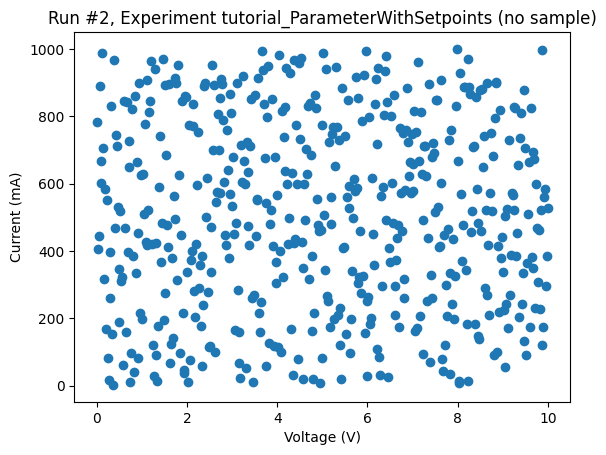 Run #2, Experiment tutorial_ParameterWithSetpoints (no sample)
1000
800
600
400
200
0
Current (mA)
0 2 4 6 8 10
Voltage (V)